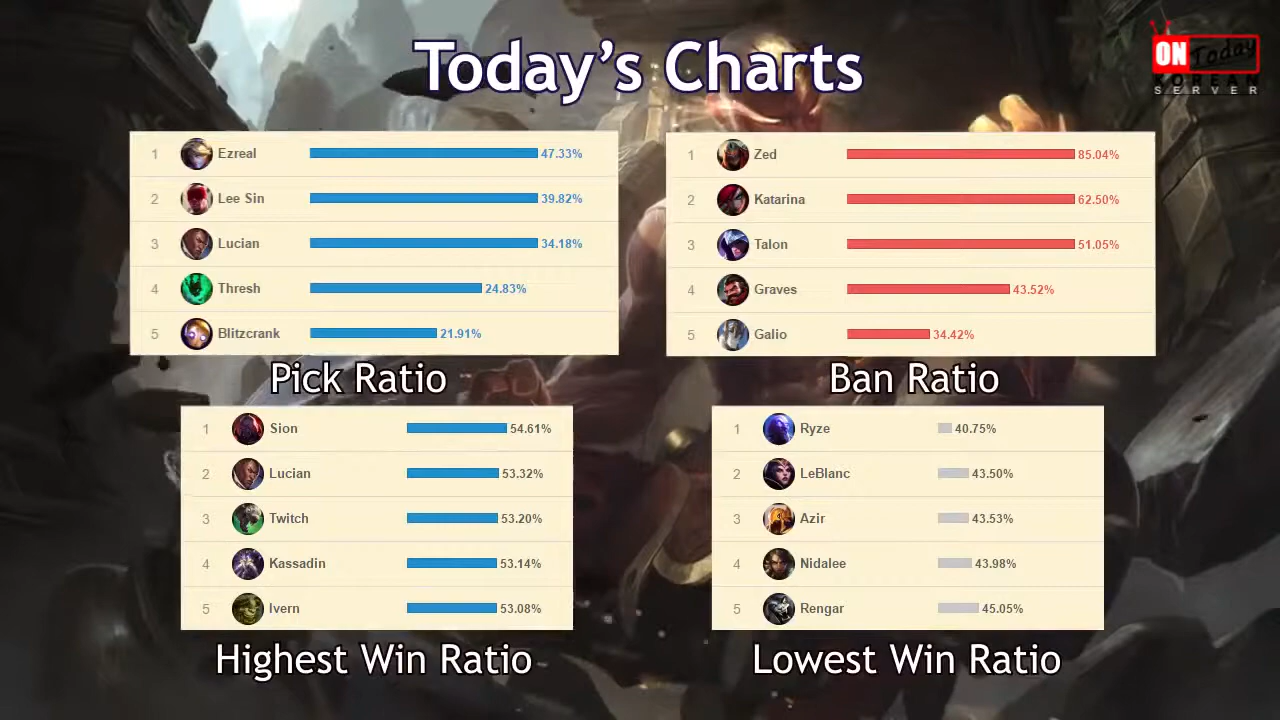 Today's Charts
ON Today
KOREAN
SERVER
1 Ezreal 47.33%
2 Lee Sin 39.82%
3 Lucian 34.18%
4 Thresh 24.83%
5 Blitzcrank 21.91%
Pick Ratio
1 Zed 85.04%
2 Katarina 62.50%
3 Talon 51.05%
4 Graves 43.52%
5 Galio 34.42%
Ban Ratio
1 Sion 54.61%
2 Lucian 53.32%
3 Twitch 53.20%
4 Kassadin 53.14%
5 Ivern 53.08%
Highest Win Ratio
1 Ryze 40.75%
2 LeBlanc 43.50%
3 Azir 43.53%
4 Nidalee 43.98%
5 Rengar 45.05%
Lowest Win Ratio